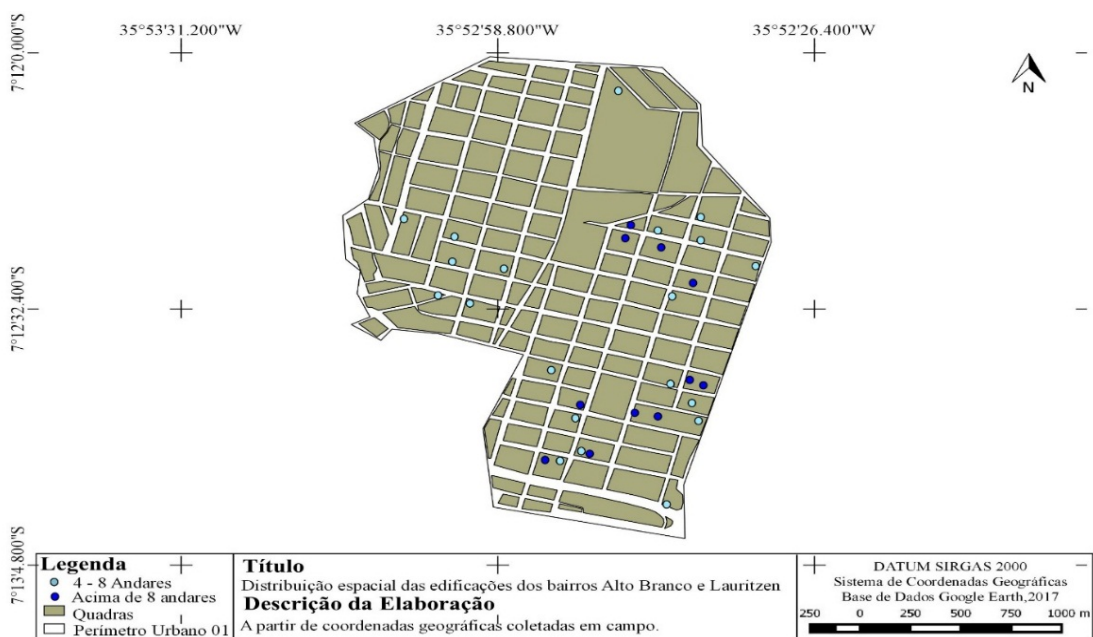 35°53'31.200"W 35°52'58.800"W 35°52'26.400"W
7°12'0.000"S
N
7°12'32.400"S
7°13'4.800"S
Legenda
4 - 8 Andares
Acima de 8 andares
Quadras
Perímetro Urbano 01
Título
Distribuição espacial das edificações dos bairros Alto Branco e Lauritzen
Descrição da Elaboração
A partir de coordenadas geográficas coletadas em campo.
DATUM SIRGAS 2000
Sistema de Coordenadas Geográficas
Base de Dados Google Earth,2017
250 0 250 500 750 1000 m